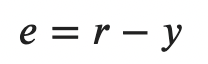 e = r − y